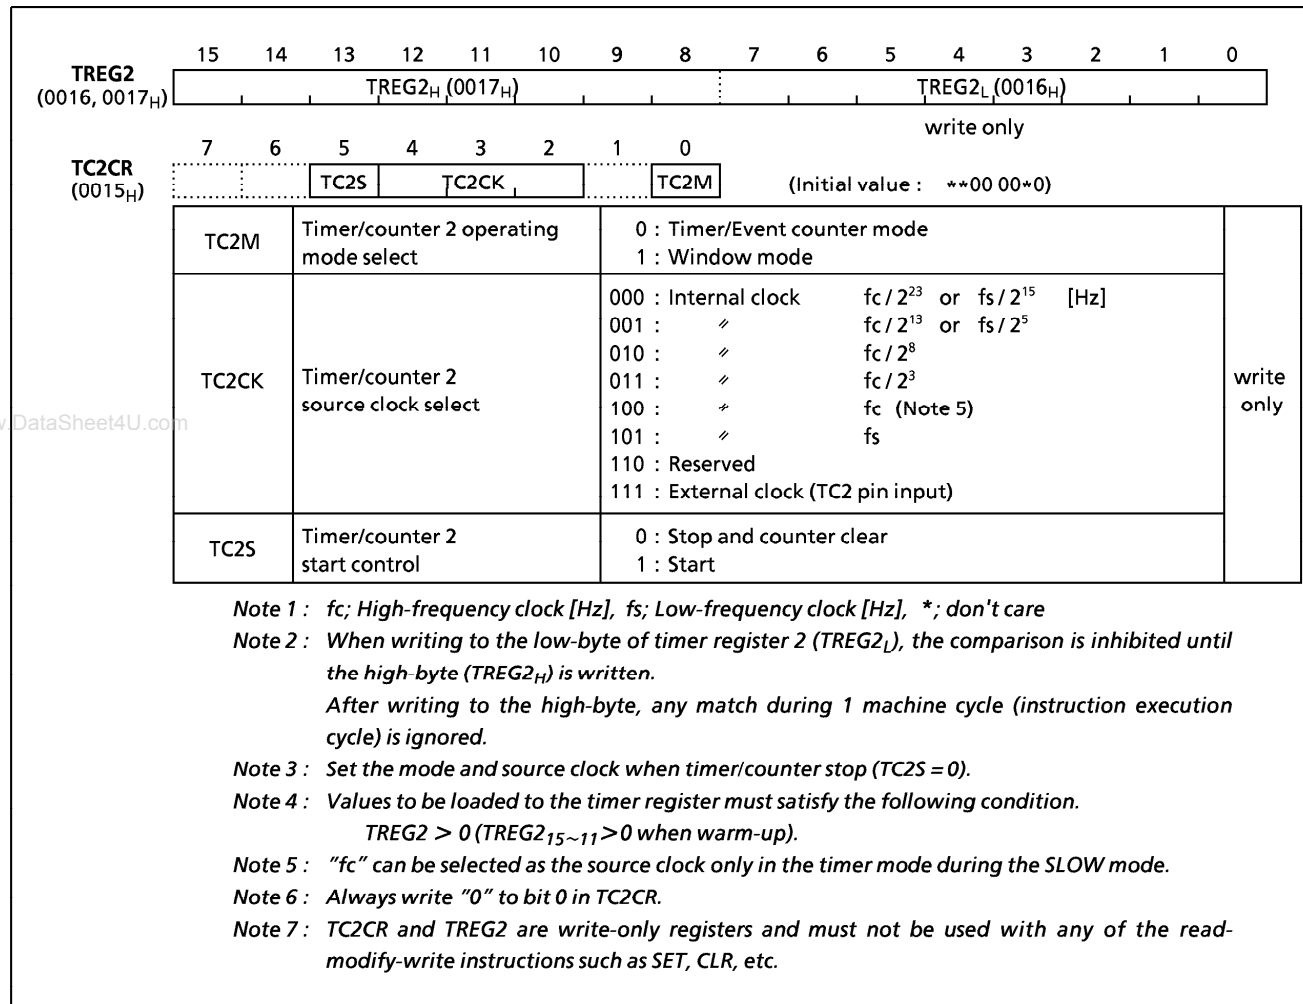 15 14 13 12 11 10 9 8 7 6 5 4 3 2 1 0
TREG2
(0016, 0017H)
TREG2H (0017H) TREG2L (0016H)
write only
7 6 5 4 3 2 1 0
TC2CR
(0015H)
TC2S TC2CK TC2M (Initial value : **00 00*0)
TC2M Timer/counter 2 operating
mode select
0 : Timer/Event counter mode
1 : Window mode
TC2CK Timer/counter 2
source clock select
000 : Internal clock fc/2²³ or fs/2¹⁵ [Hz]
001 : 〃 fc/2¹³ or fs/2⁵
010 : 〃 fc/2⁸
011 : 〃 fc/2³
100 : 〃 fc (Note 5)
101 : 〃 fs
110 : Reserved
111 : External clock (TC2 pin input)
TC2S Timer/counter 2
start control
0 : Stop and counter clear
1 : Start
write
only
w.DataSheet4U.com
Note 1 : fc; High-frequency clock [Hz], fs; Low-frequency clock [Hz], *; don't care
Note 2 : When writing to the low-byte of timer register 2 (TREG2L), the comparison is inhibited until
the high-byte (TREG2H) is written.
After writing to the high-byte, any match during 1 machine cycle (instruction execution
cycle) is ignored.
Note 3 : Set the mode and source clock when timer/counter stop (TC2S = 0).
Note 4 : Values to be loaded to the timer register must satisfy the following condition.
TREG2 > 0 (TREG215~11>0 when warm-up).
Note 5 : "fc" can be selected as the source clock only in the timer mode during the SLOW mode.
Note 6 : Always write "0" to bit 0 in TC2CR.
Note 7 : TC2CR and TREG2 are write-only registers and must not be used with any of the read-
modify-write instructions such as SET, CLR, etc.